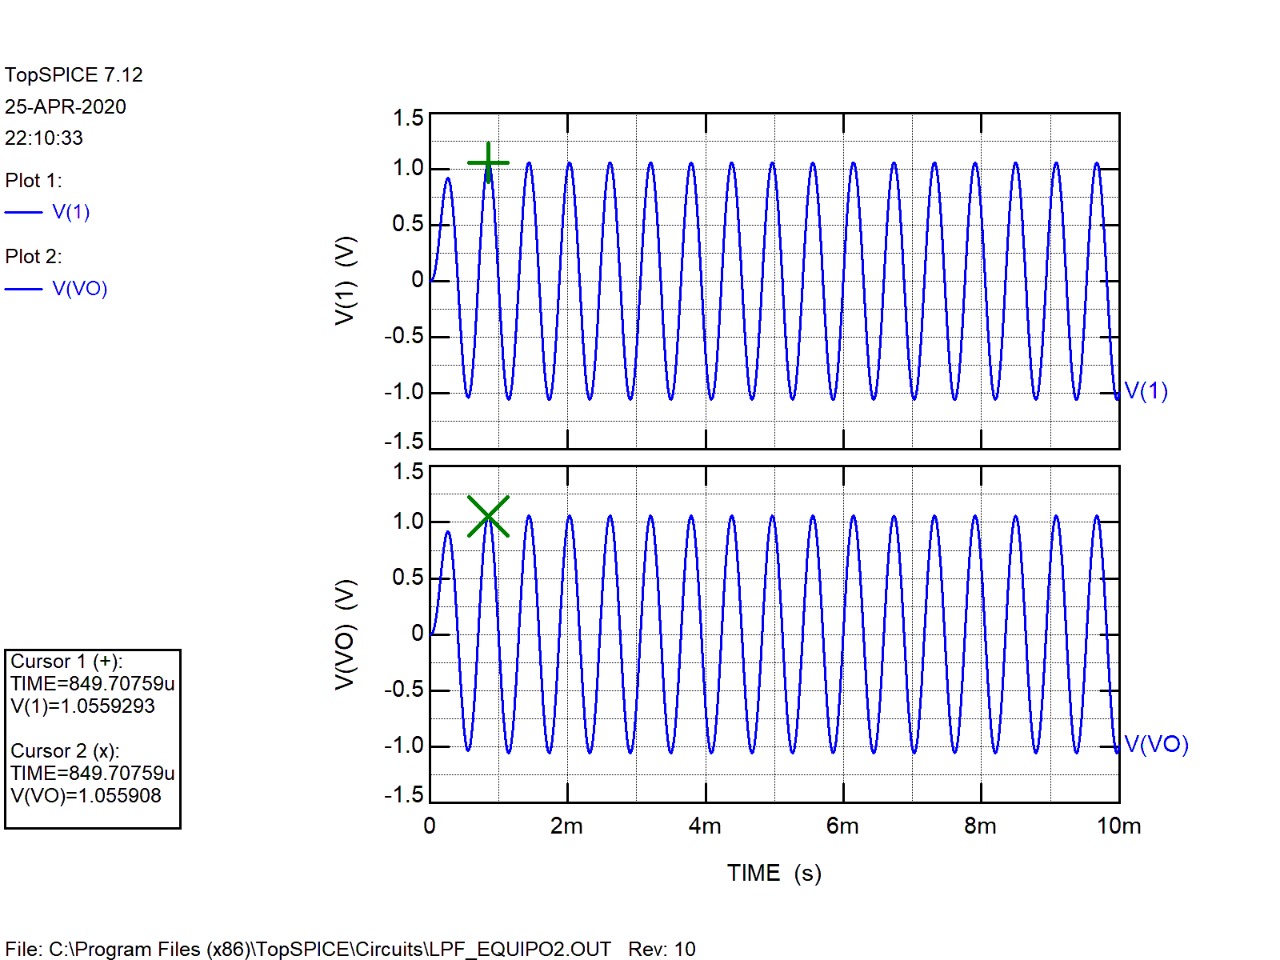 TopSPICE 7.12
25-APR-2020
22:10:33
Plot 1:
V(1)
Plot 2:
V(VO)
1.5
1.0
0.5
0
-0.5
-1.0
-1.5
V(1) (V)
V(1)
1.5
1.0
0.5
0
-0.5
-1.0
-1.5
V(VO) (V)
V(VO)
0 2m 4m 6m 8m 10m
TIME (s)
Cursor 1 (+):
TIME=849.70759u
V(1)=1.0559293
Cursor 2 (x):
TIME=849.70759u
V(VO)=1.055908
File: C:\Program Files (x86)\TopSPICE\Circuits\LPF_EQUIPO2.OUT Rev: 10